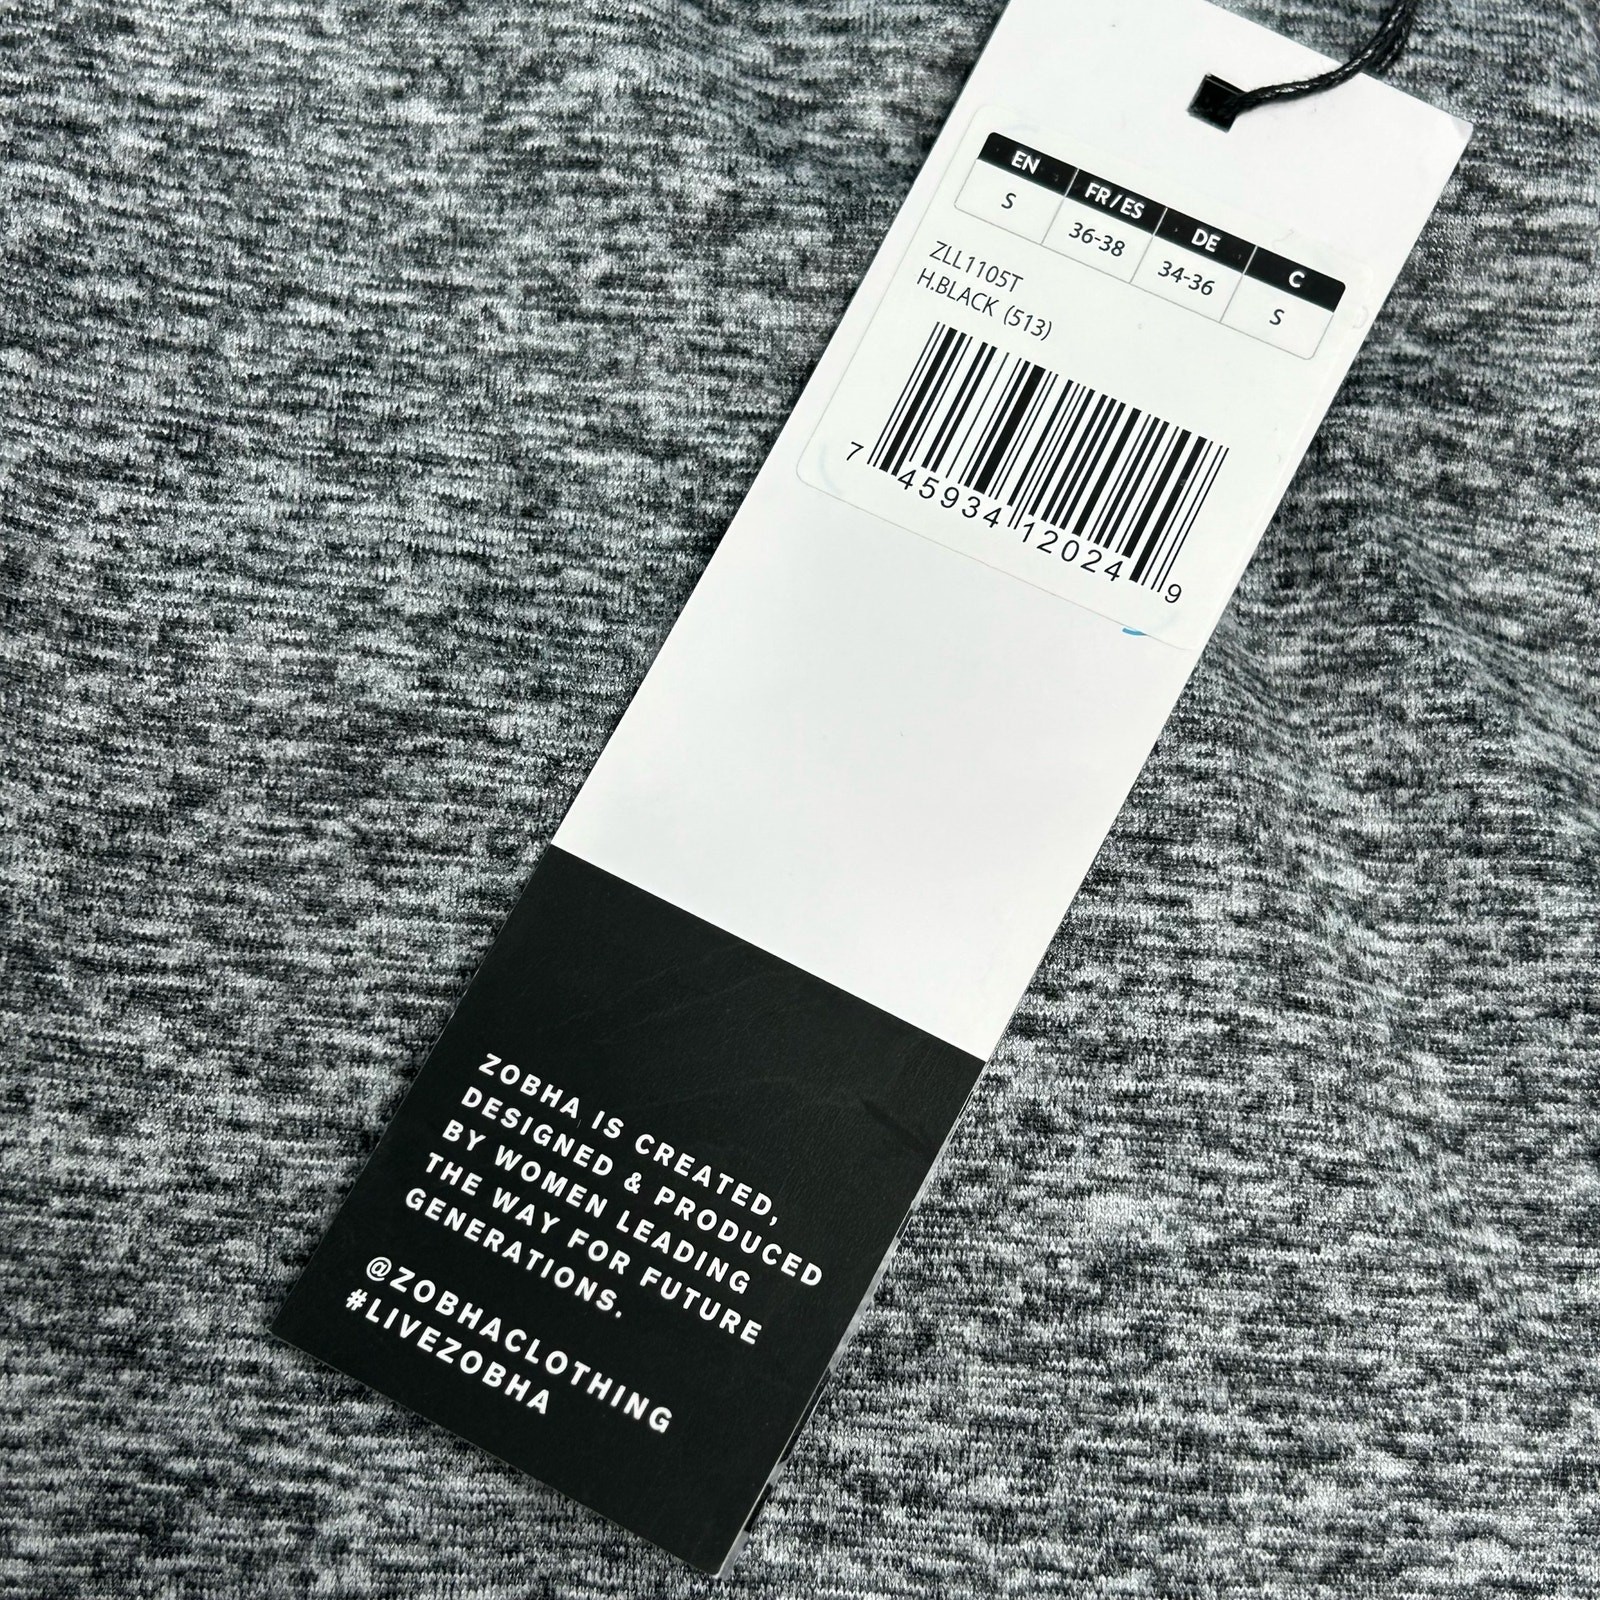 EN FR/ES DE C
S 36-38 34-36 S
ZLL1105T
H.BLACK (513)
7 45934 12024 9
ZOBHA IS CREATED,
DESIGNED & PRODUCED
BY WOMEN LEADING
THE WAY FOR FUTURE
GENERATIONS.
@ZOBHACLOTHING
#LIVEZOBHA